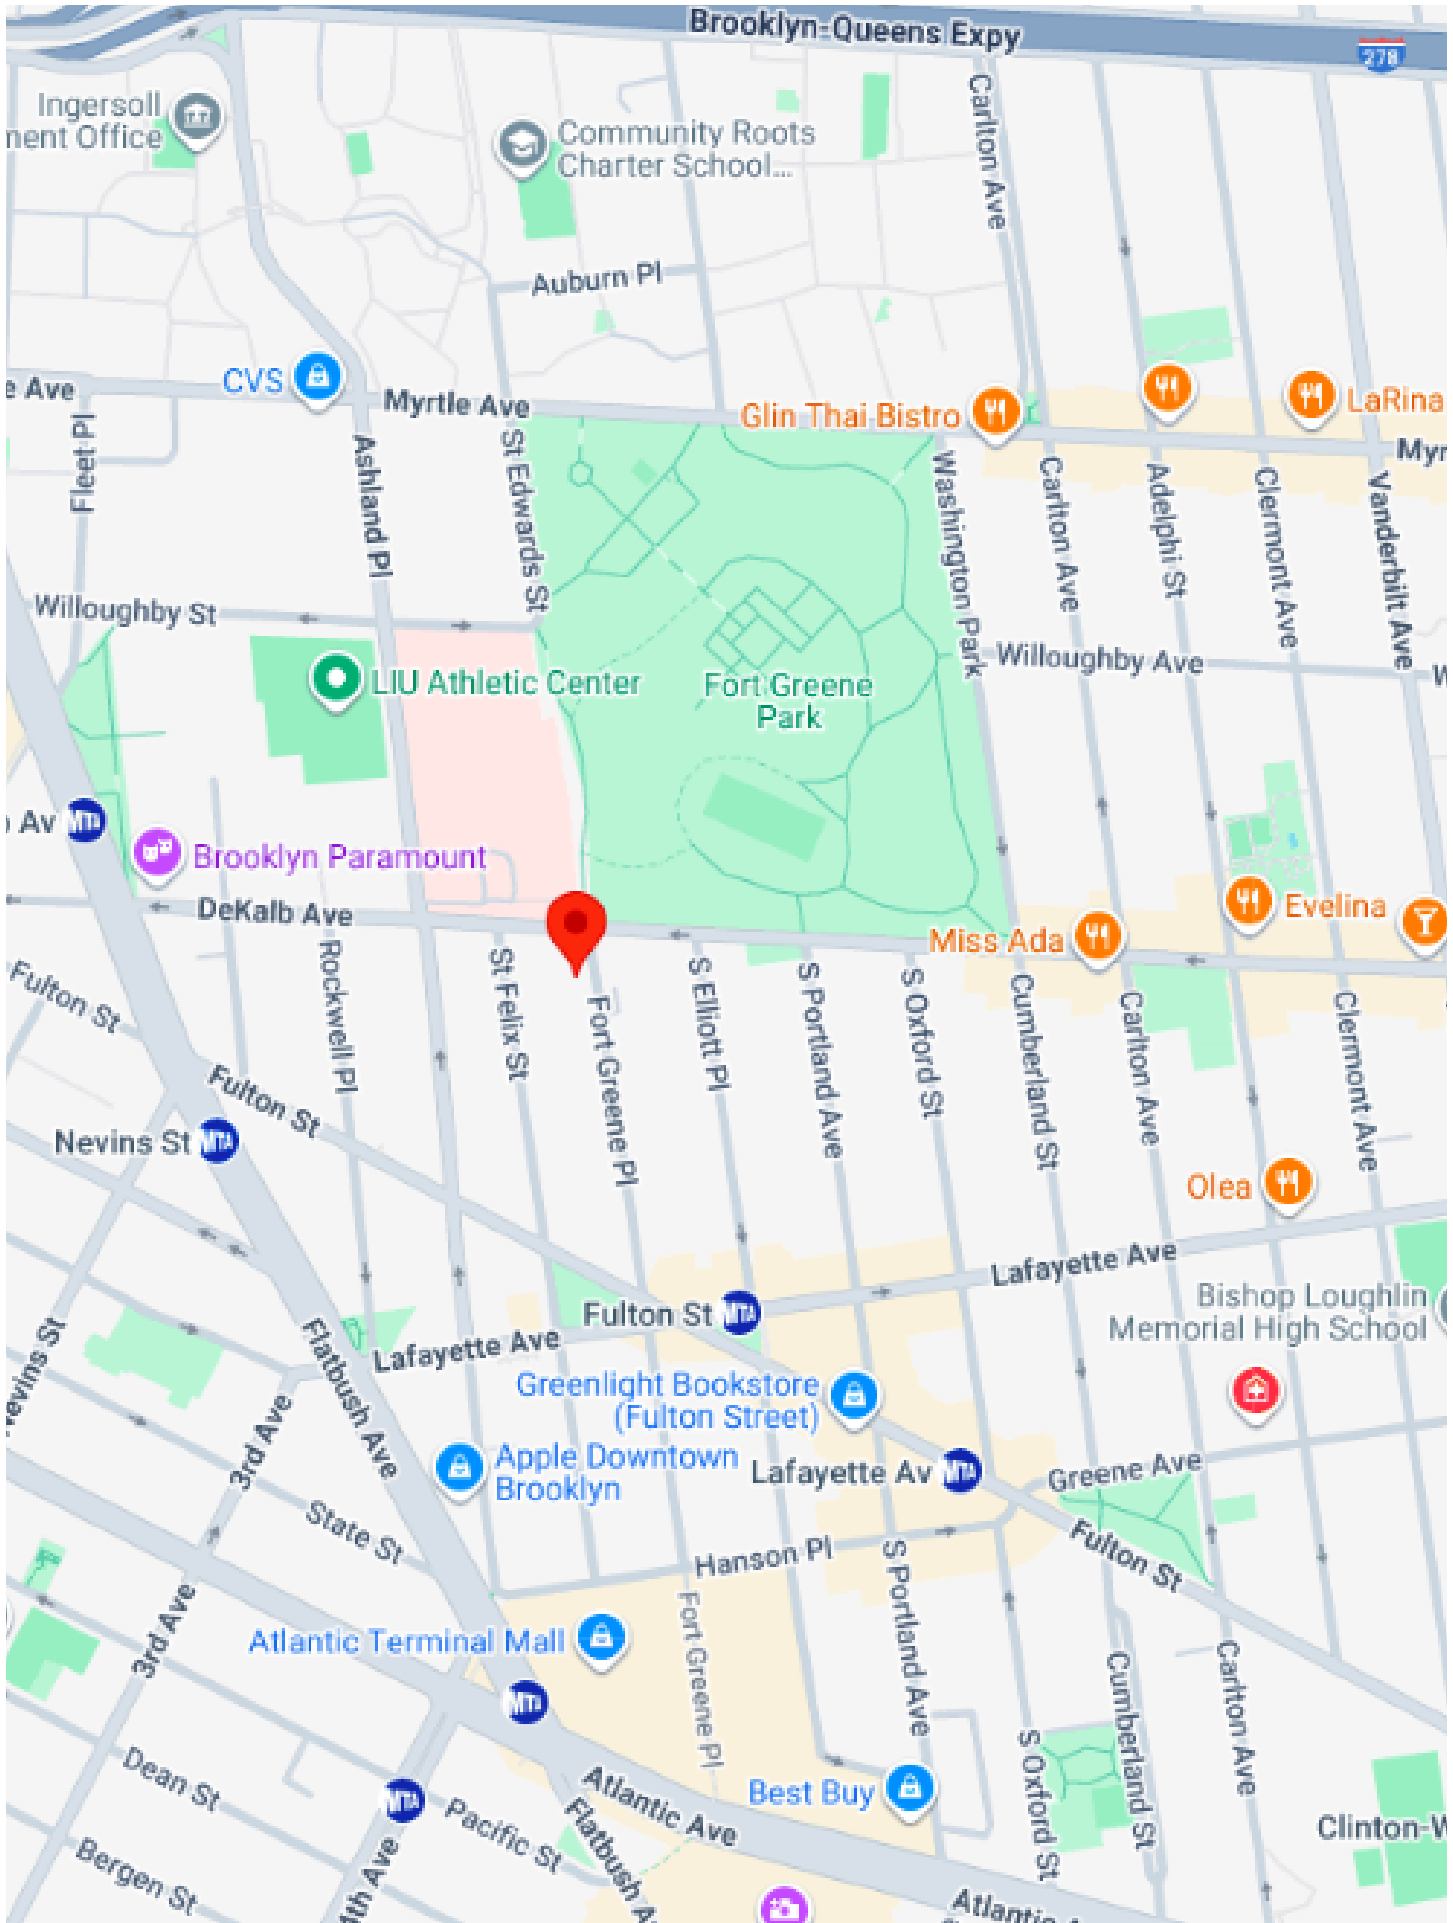 Brooklyn-Queens Expy
278
Ingersoll
ment Office
Community Roots
Charter School...
Carlton Ave
Auburn Pl
CVS
e Ave
Myrtle Ave
Glin Thai Bistro
LaRina
Myr
Fleet Pl
Ashland Pl
St Edwards St
Washington Park
Carlton Ave
Adelphi St
Clermont Ave
Vanderbilt Ave
Willoughby St
Willoughby Ave
W
LIU Athletic Center
Fort Greene
Park
Av
Brooklyn Paramount
DeKalb Ave
Miss Ada
Evelina
Fulton St
Rockwell Pl
St Felix St
Fort Greene Pl
S Elliott Pl
S Portland Ave
S Oxford St
Cumberland St
Carlton Ave
Clermont Ave
Fulton St
Nevins St
Olea
Lafayette Ave
Fulton St
Bishop Loughlin
Memorial High School
Nevins St
Flatbush Ave
Lafayette Ave
Greenlight Bookstore
(Fulton Street)
3rd Ave
Apple Downtown
Brooklyn
Lafayette Av
Greene Ave
State St
Hanson Pl
Fulton St
3rd Ave
Atlantic Terminal Mall
Fort Greene Pl
S Portland Ave
Cumberland St
Carlton Ave
S Oxford St
Dean St
Atlantic Ave
Best Buy
Pacific St
Flatbush A
Clinton-W
Bergen St
4th Ave
Atlantic A